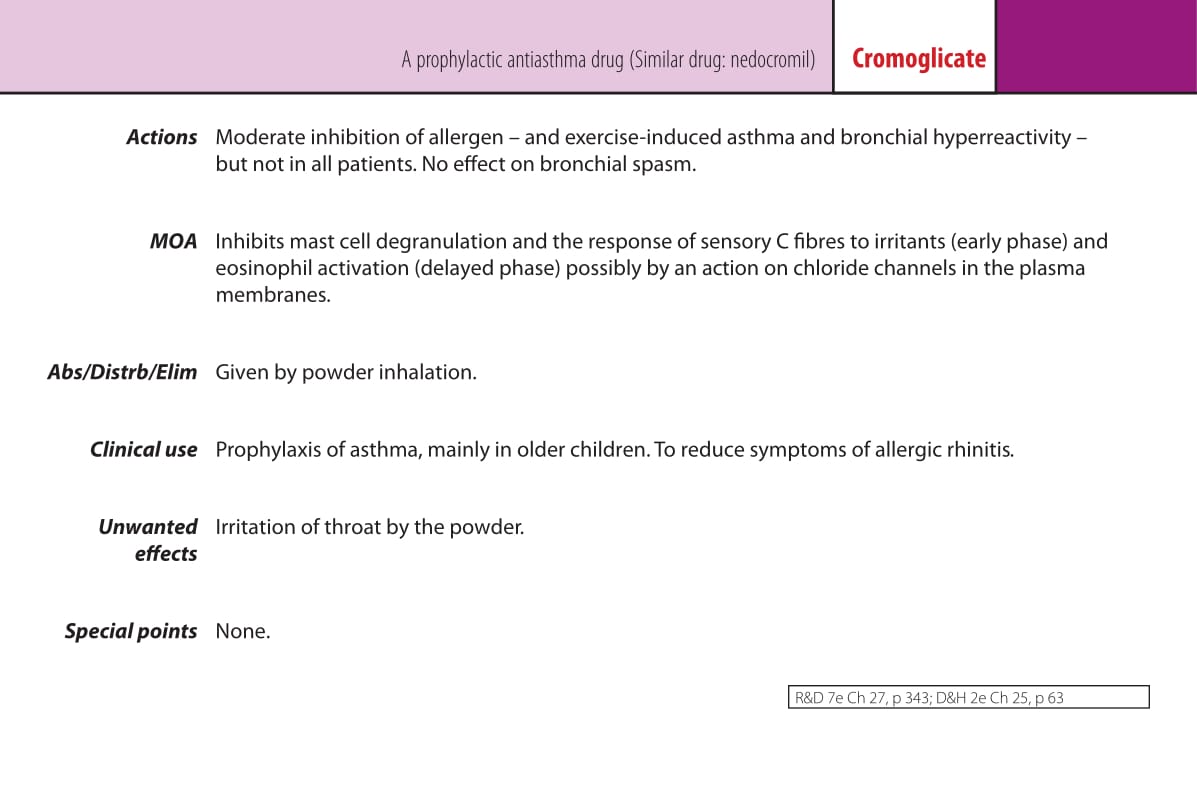 A prophylactic antiasthma drug (Similar drug: nedocromil) Cromoglicate
Actions Moderate inhibition of allergen – and exercise-induced asthma and bronchial hyperreactivity –
but not in all patients. No effect on bronchial spasm.
MOA Inhibits mast cell degranulation and the response of sensory C fibres to irritants (early phase) and
eosinophil activation (delayed phase) possibly by an action on chloride channels in the plasma
membranes.
Abs/Distrb/Elim Given by powder inhalation.
Clinical use Prophylaxis of asthma, mainly in older children. To reduce symptoms of allergic rhinitis.
Unwanted Irritation of throat by the powder.
effects
Special points None.
R&D 7e Ch 27, p 343; D&H 2e Ch 25, p 63